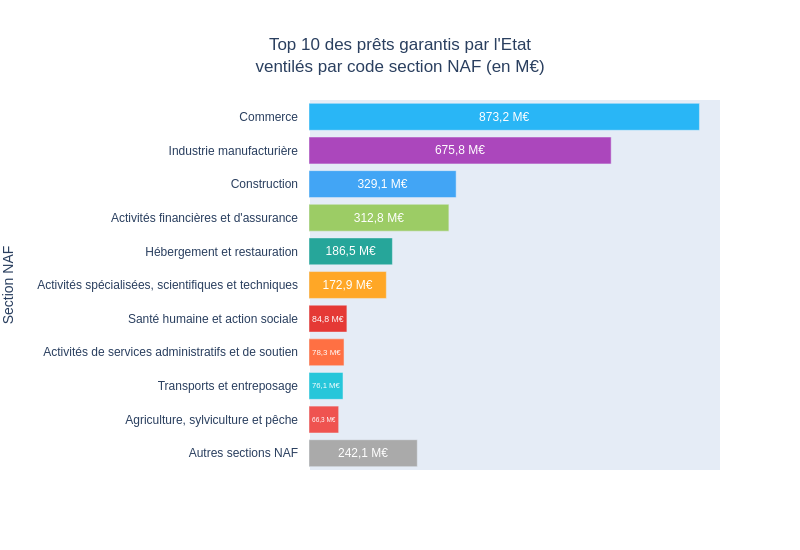 Top 10 des prêts garantis par l'Etat
ventilés par code section NAF (en M€)
Section NAF
Commerce 873,2 M€
Industrie manufacturière 675,8 M€
Construction 329,1 M€
Activités financières et d'assurance 312,8 M€
Hébergement et restauration 186,5 M€
Activités spécialisées, scientifiques et techniques 172,9 M€
Santé humaine et action sociale 84,8 M€
Activités de services administratifs et de soutien 78,3 M€
Transports et entreposage 76,1 M€
Agriculture, sylviculture et pêche 66,3 M€
Autres sections NAF 242,1 M€